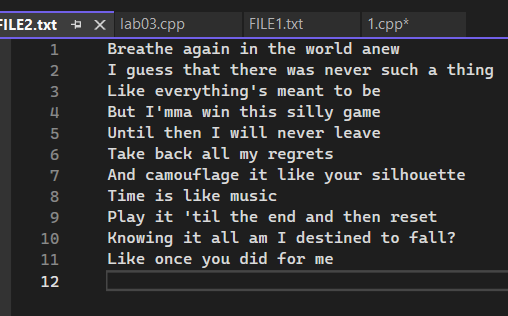 FILE2.txt lab03.cpp FILE1.txt 1.cpp*
1 Breathe again in the world anew
2 I guess that there was never such a thing
3 Like everything's meant to be
4 But I'mma win this silly game
5 Until then I will never leave
6 Take back all my regrets
7 And camouflage it like your silhouette
8 Time is like music
9 Play it 'til the end and then reset
10 Knowing it all am I destined to fall?
11 Like once you did for me
12